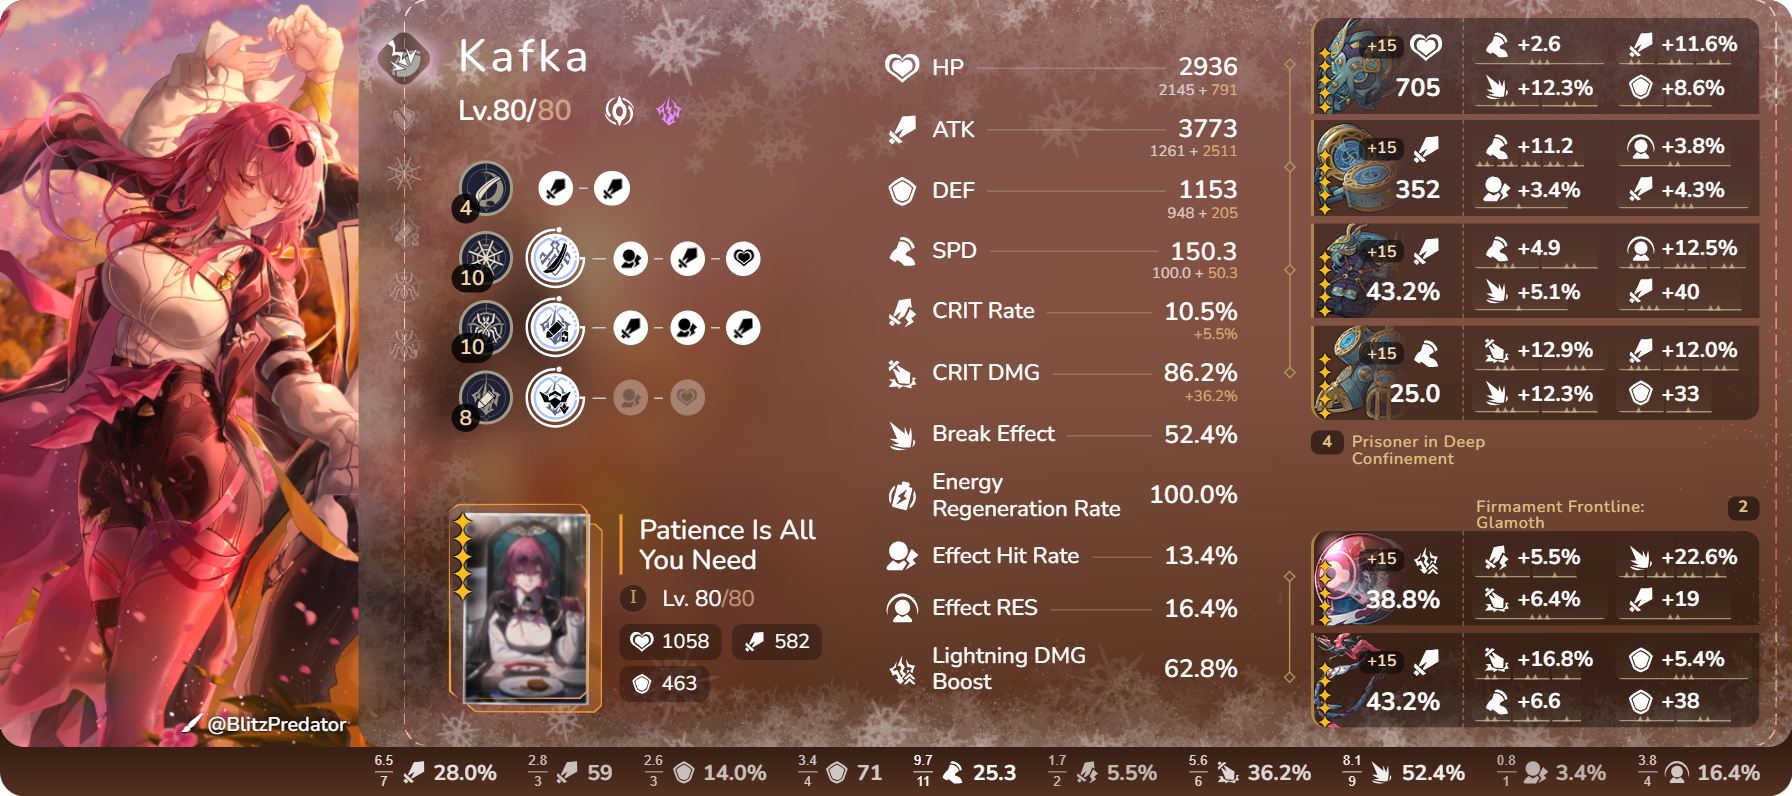 Kafka
Lv.80/80
4
10
10
8
Patience Is All
You Need
I Lv. 80/80
1058 582
463
@BlitzPredator
HP 2936
2145 + 791
ATK 3773
1261 + 2511
DEF 1153
948 + 205
SPD 150.3
100.0 + 50.3
CRIT Rate 10.5%
+5.5%
CRIT DMG 86.2%
+36.2%
Break Effect 52.4%
Energy
Regeneration Rate 100.0%
Effect Hit Rate 13.4%
Effect RES 16.4%
Lightning DMG
Boost 62.8%
+15 +2.6 +11.6%
705 +12.3% +8.6%
+15 +11.2 +3.8%
352 +3.4% +4.3%
+15 +4.9 +12.5%
43.2% +5.1% +40
+15 +12.9% +12.0%
25.0 +12.3% +33
4 Prisoner in Deep
Confinement
Firmament Frontline: 2
Glamoth
+15 +5.5% +22.6%
38.8% +6.4% +19
+15 +16.8% +5.4%
43.2% +6.6 +38
6.5/7 28.0% 2.8/3 59 2.6/3 14.0% 3.4/4 71 9.7/11 25.3 1.7/2 5.5% 5.6/6 36.2% 8.1/9 52.4% 0.8/1 3.4% 3.8/4 16.4%